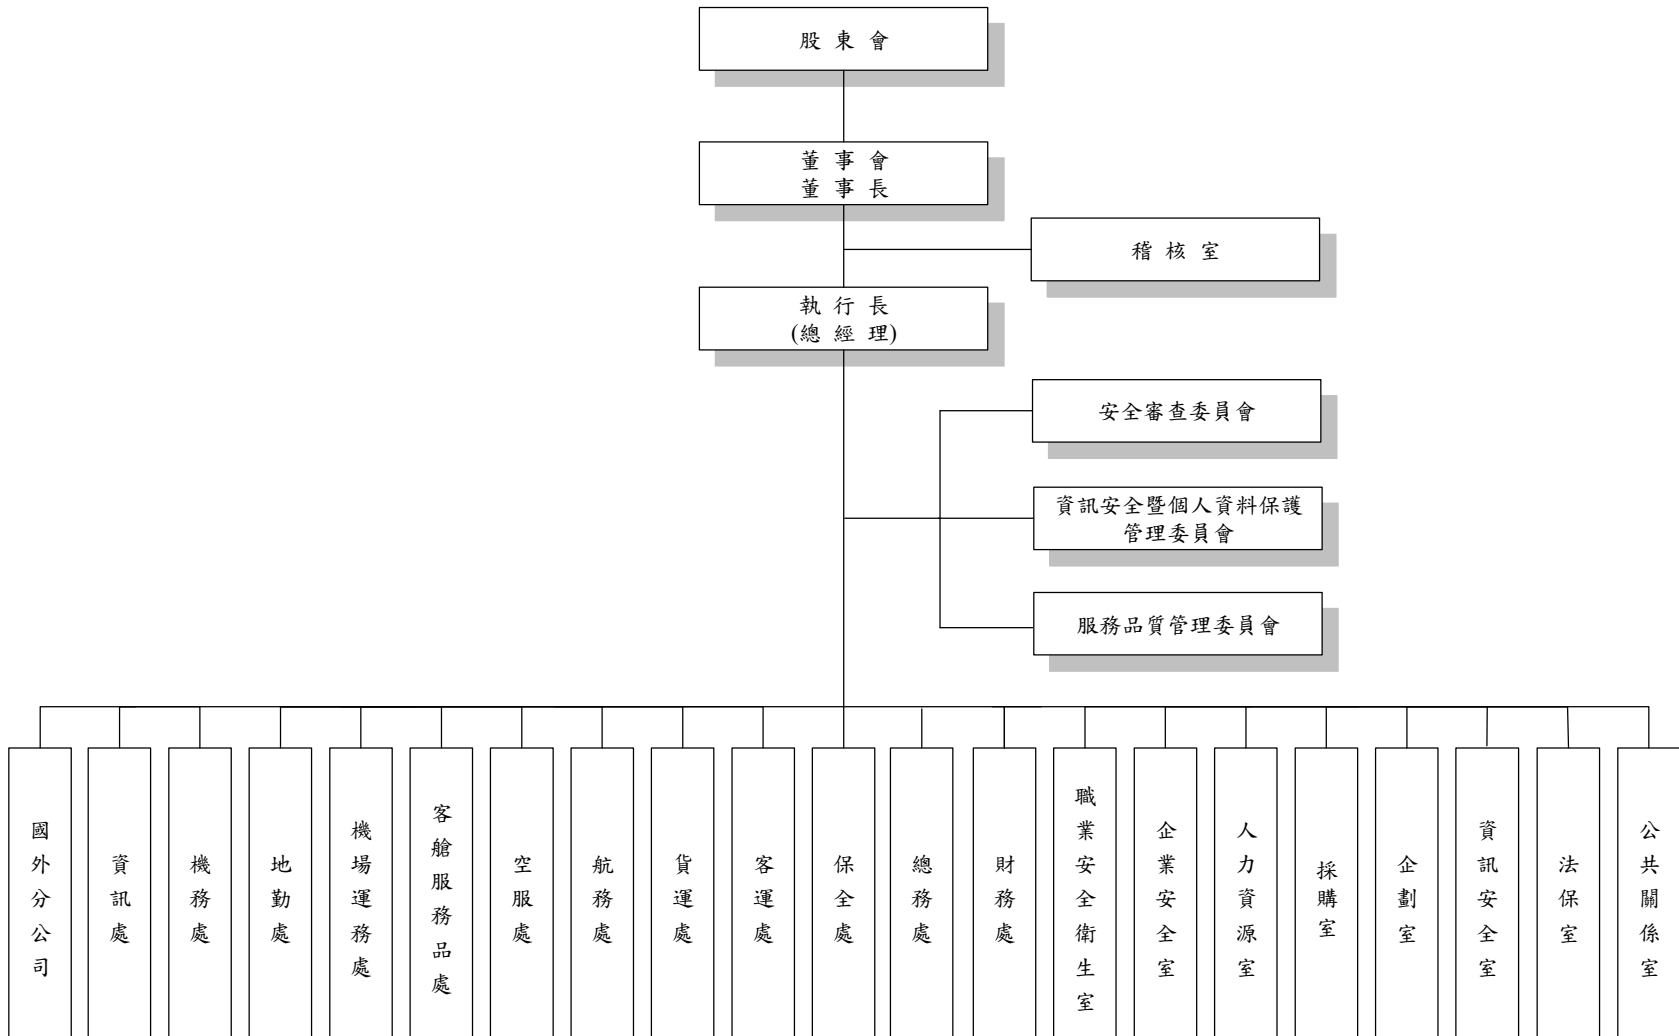 股東會
董事會
董事長
稽核室
執行長
(總經理)
安全審查委員會
資訊安全暨個人資料保護
管理委員會
服務品質管理委員會
國外分公司
資訊處
機務處
地勤處
機場運務處
客艙服務品處
空服處
航務處
貨運處
客運處
保全處
總務處
財務處
職業安全衛生室
企業安全室
人力資源室
採購室
企劃室
資訊安全室
法保室
公共關係室